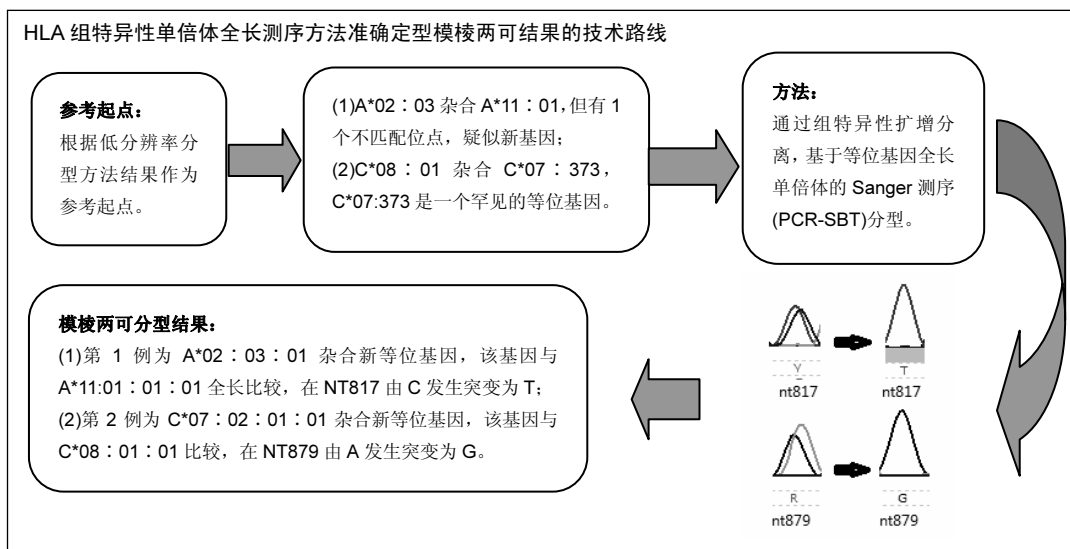 HLA 组特异性单倍体全长测序方法准确定型模棱两可结果的技术路线
参考起点：
根据低分辨率分
型方法结果作为
参考起点。
(1)A*02：03 杂合 A*11：01，但有 1
个不匹配位点，疑似新基因；
(2)C*08：01 杂合 C*07：373，
C*07:373 是一个罕见的等位基因。
方法：
通过组特异性扩增分
离，基于等位基因全长
单倍体的 Sanger 测序
(PCR-SBT)分型。
模棱两可分型结果：
(1)第 1 例为 A*02：03：01 杂合新等位基因，该基因与
A*11:01：01：01 全长比较，在 NT817 由 C 发生突变为 T；
(2)第 2 例为 C*07：02：01：01 杂合新等位基因，该基因与
C*08：01：01 比较，在 NT879 由 A 发生突变为 G。
Y T
nt817 nt817
R G
nt879 nt879